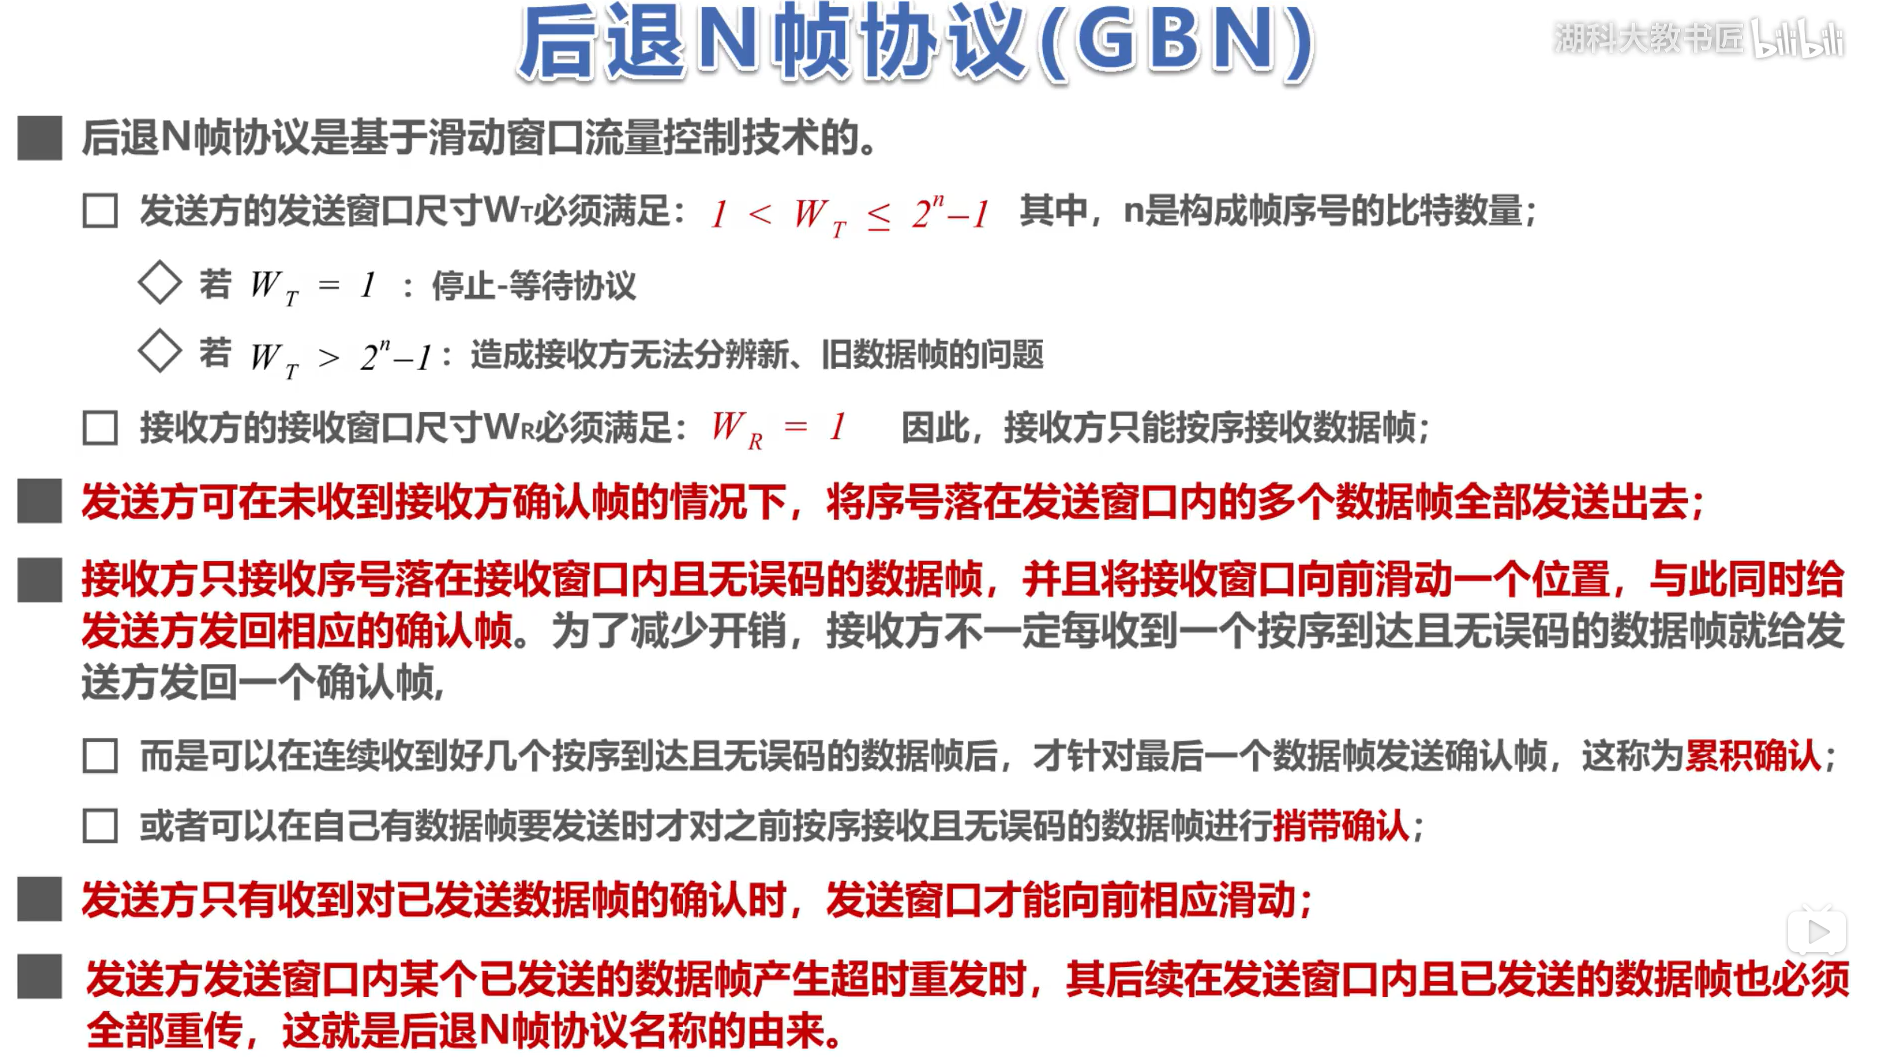 后退N帧协议(GBN)
湖科大教书匠 bilibili
后退N帧协议是基于滑动窗口流量控制技术的。
发送方的发送窗口尺寸W_T必须满足： 1 < W_T ≤ 2^n–1 其中，n是构成帧序号的比特数量；
若 W_T = 1 ：停止-等待协议
若 W_T > 2^n–1：造成接收方无法分辨新、旧数据帧的问题
接收方的接收窗口尺寸W_R必须满足： W_R = 1 因此，接收方只能按序接收数据帧；
发送方可在未收到接收方确认帧的情况下，将序号落在发送窗口内的多个数据帧全部发送出去；
接收方只接收序号落在接收窗口内且无误码的数据帧，并且将接收窗口向前滑动一个位置，与此同时给
发送方发回相应的确认帧。为了减少开销，接收方不一定每收到一个按序到达且无误码的数据帧就给发
送方发回一个确认帧,
而是可以在连续收到好几个按序到达且无误码的数据帧后，才针对最后一个数据帧发送确认帧，这称为累积确认；
或者可以在自己有数据帧要发送时才对之前按序接收且无误码的数据帧进行捎带确认；
发送方只有收到对已发送数据帧的确认时，发送窗口才能向前相应滑动；
发送方发送窗口内某个已发送的数据帧产生超时重发时，其后续在发送窗口内且已发送的数据帧也必须
全部重传，这就是后退N帧协议名称的由来。